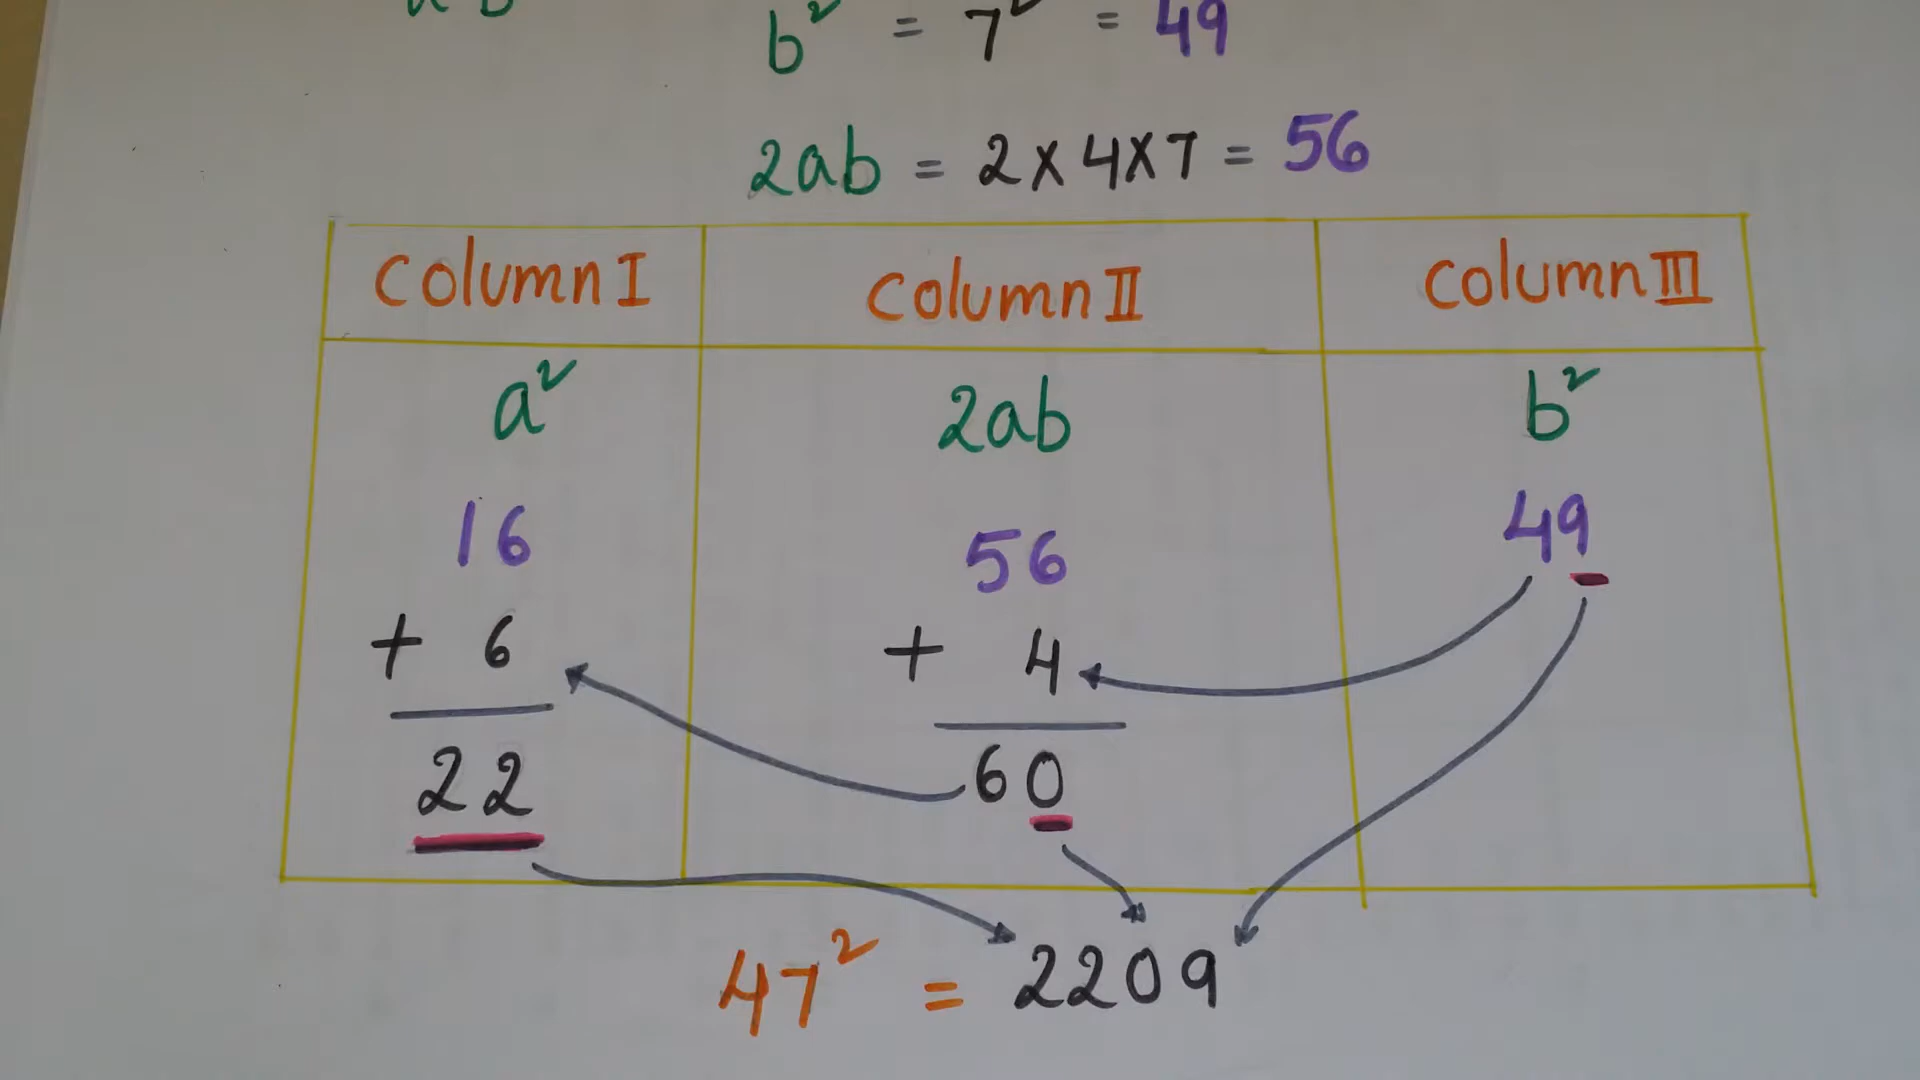 b² = 7² = 49
2ab = 2 × 4 × 7 = 56
Column I Column II Column III
a² 2ab b²
16 56 49
+ 6 + 4
22 60
47² = 2209